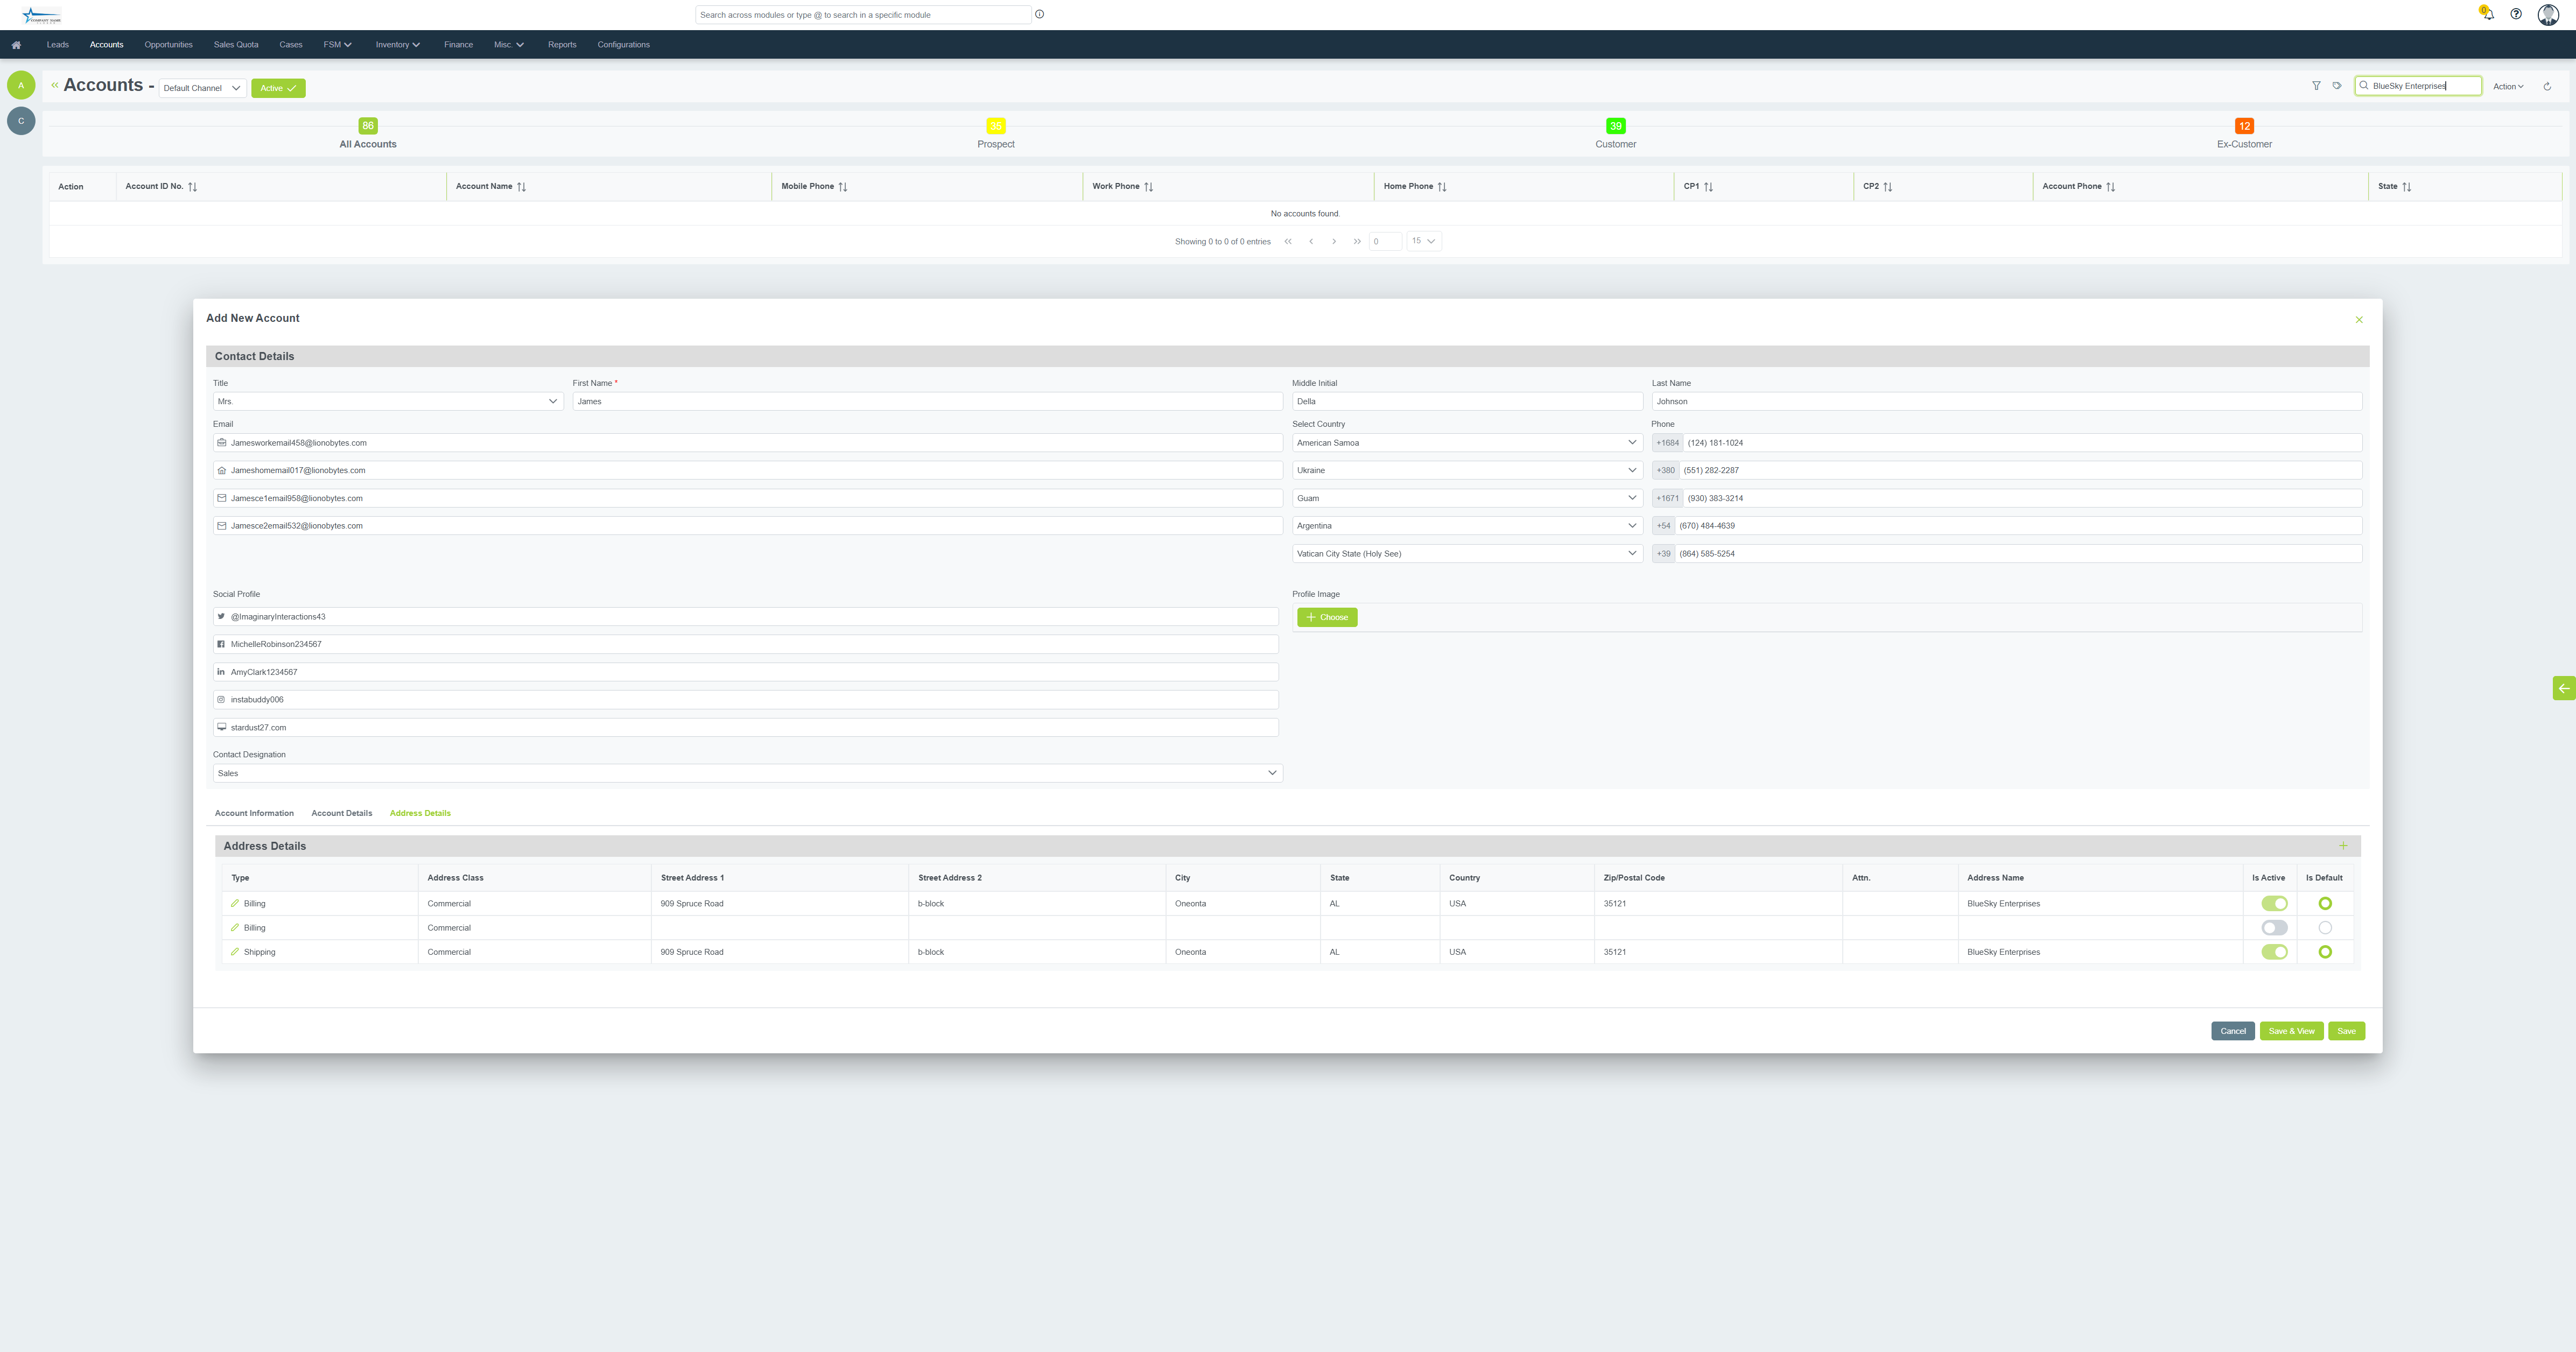 COMPANY NAME
Search across modules or type @ to search in a specific module
0
Leads Accounts Opportunities Sales Quota Cases FSM Inventory Finance Misc. Reports Configurations
A
C
Accounts - Default Channel Active
BlueSky Enterprises Action
86 35 39 12
All Accounts Prospect Customer Ex-Customer
Action Account ID No. Account Name Mobile Phone Work Phone Home Phone CP1 CP2 Account Phone State
No accounts found.
Showing 0 to 0 of 0 entries 0 15
Add New Account
Contact Details
Title First Name * Middle Initial Last Name
Mrs. James Della Johnson
Email Select Country Phone
Jamesworkemail458@lionobytes.com American Samoa +1684 (124) 181-1024
Jameshomemail017@lionobytes.com Ukraine +380 (551) 282-2287
Jamesce1email958@lionobytes.com Guam +1671 (930) 383-3214
Jamesce2email532@lionobytes.com Argentina +54 (670) 484-4639
Vatican City State (Holy See) +39 (864) 585-5254
Social Profile Profile Image
@ImaginaryInteractions43 Choose
MichelleRobinson234567
AmyClark1234567
instabuddy006
stardust27.com
Contact Designation
Sales
Account Information Account Details Address Details
Address Details
Type Address Class Street Address 1 Street Address 2 City State Country Zip/Postal Code Attn. Address Name Is Active Is Default
Billing Commercial 909 Spruce Road b-block Oneonta AL USA 35121 BlueSky Enterprises
Billing Commercial
Shipping Commercial 909 Spruce Road b-block Oneonta AL USA 35121 BlueSky Enterprises
Cancel Save & View Save